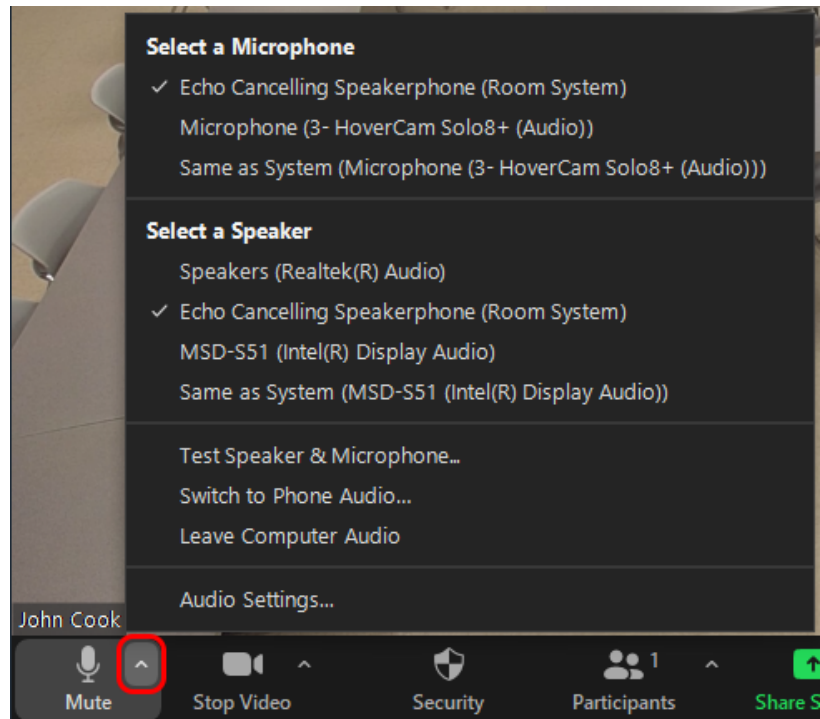 Select a Microphone
Echo Cancelling Speakerphone (Room System)
Microphone (3- HoverCam Solo8+ (Audio))
Same as System (Microphone (3- HoverCam Solo8+ (Audio)))
Select a Speaker
Speakers (Realtek(R) Audio)
Echo Cancelling Speakerphone (Room System)
MSD-S51 (Intel(R) Display Audio)
Same as System (MSD-S51 (Intel(R) Display Audio))
Test Speaker & Microphone...
Switch to Phone Audio...
Leave Computer Audio
Audio Settings...
John Cook
1
Mute Stop Video Security Participants Share S